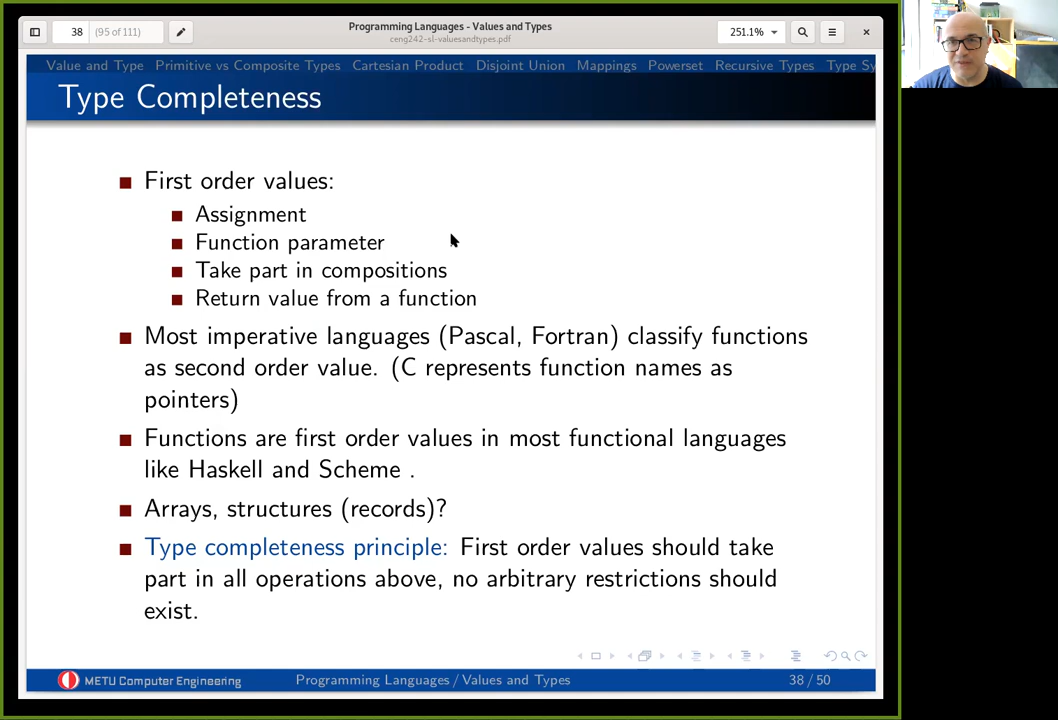 Programming Languages - Values and Types
ceng242-sl-valuesandtypes.pdf
38 (95 of 111)
251.1%
Value and Type Primitive vs Composite Types Cartesian Product Disjoint Union Mappings Powerset Recursive Types Type Sy
Type Completeness
First order values:
Assignment
Function parameter
Take part in compositions
Return value from a function
Most imperative languages (Pascal, Fortran) classify functions
as second order value. (C represents function names as
pointers)
Functions are first order values in most functional languages
like Haskell and Scheme .
Arrays, structures (records)?
Type completeness principle: First order values should take
part in all operations above, no arbitrary restrictions should
exist.
METU Computer Engineering Programming Languages / Values and Types 38 / 50